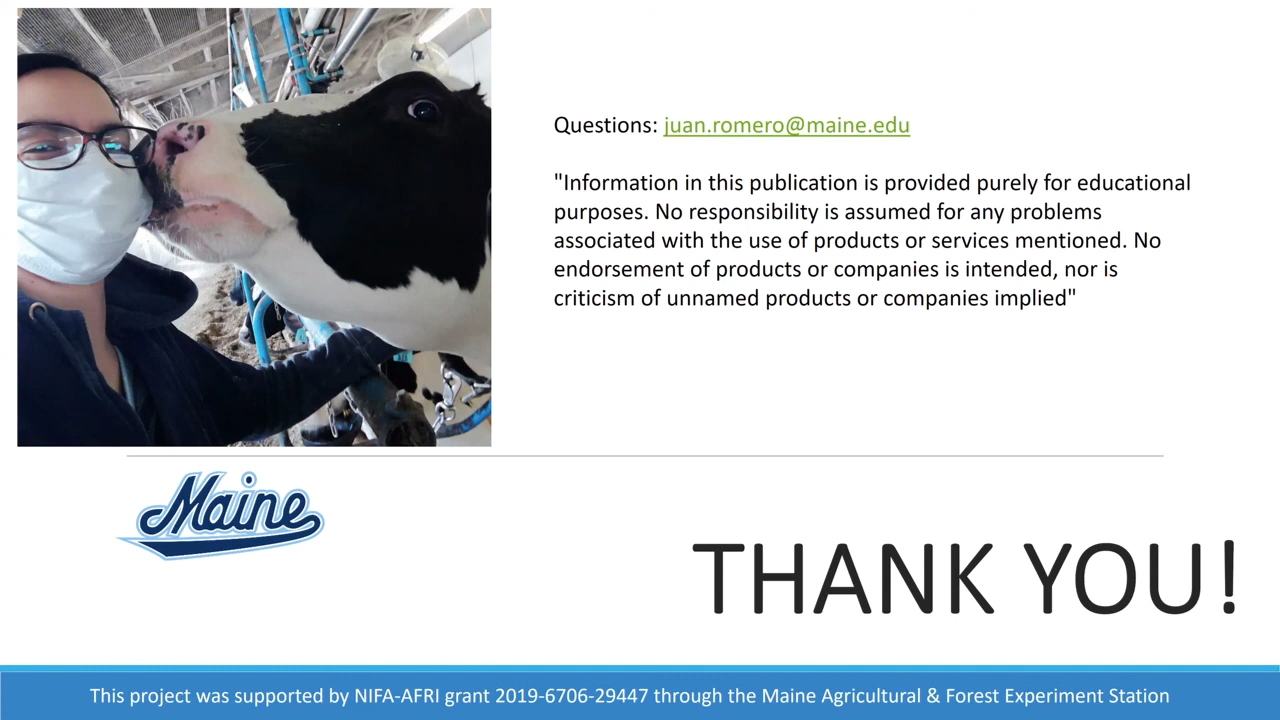 Questions: juan.romero@maine.edu
"Information in this publication is provided purely for educational
purposes. No responsibility is assumed for any problems
associated with the use of products or services mentioned. No
endorsement of products or companies is intended, nor is
criticism of unnamed products or companies implied"
Maine
THANK YOU!
This project was supported by NIFA-AFRI grant 2019-6706-29447 through the Maine Agricultural & Forest Experiment Station